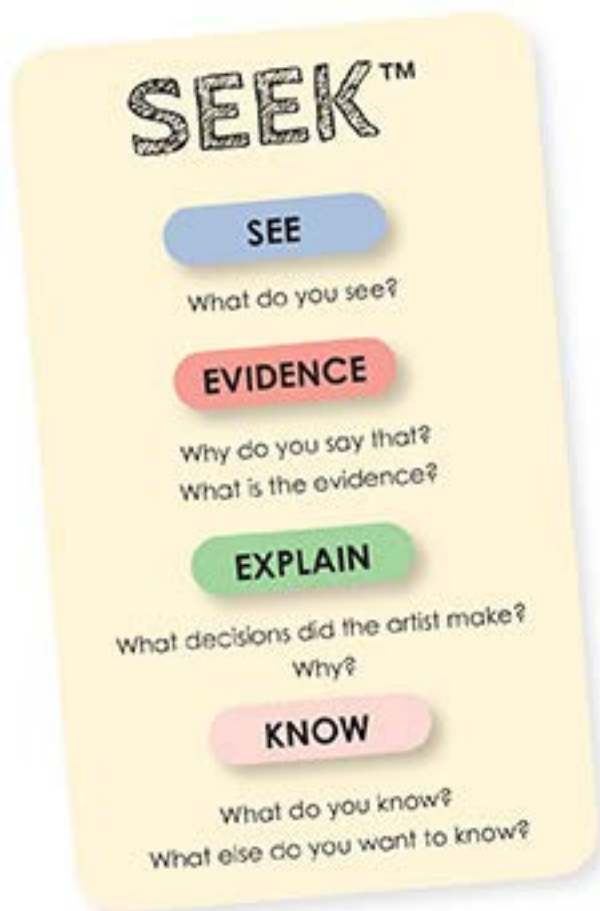 SEEK™
SEE
What do you see?
EVIDENCE
Why do you say that?
What is the evidence?
EXPLAIN
What decisions did the artist make?
Why?
KNOW
What do you know?
What else do you want to know?